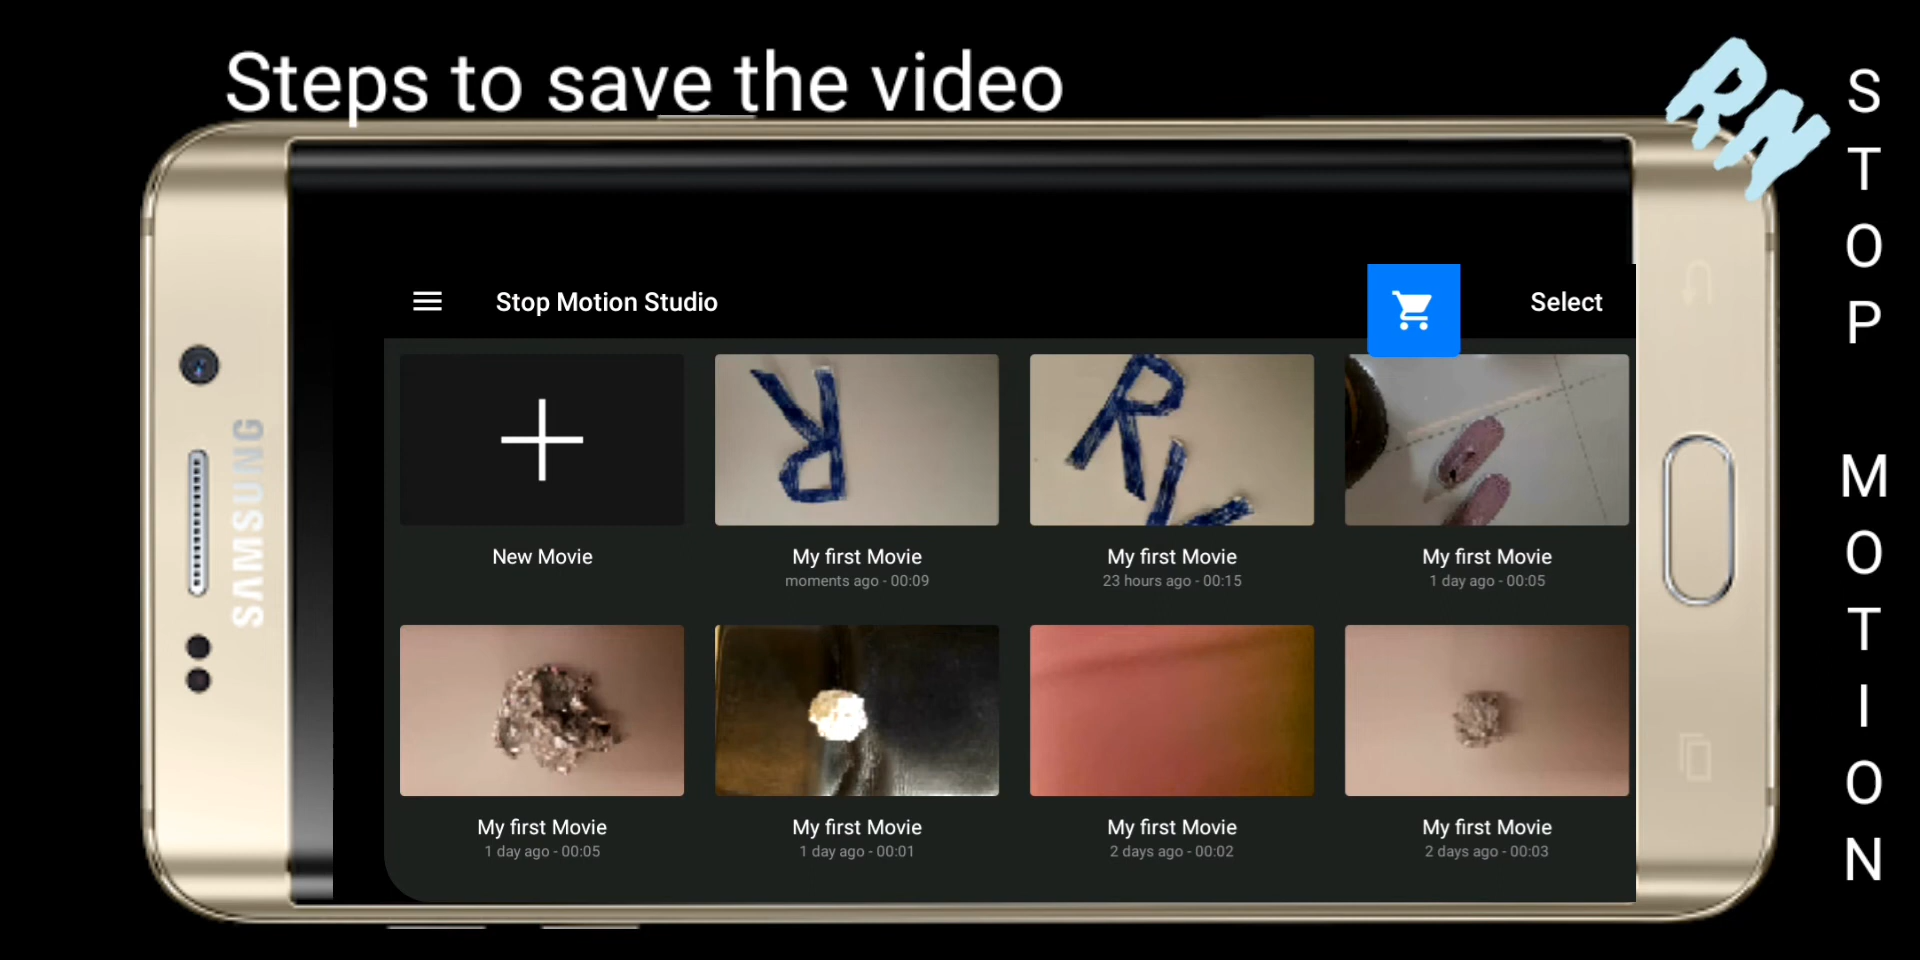 Steps to save the video
RN
STOP MOTION
SAMSUNG
Stop Motion Studio
Select
New Movie
My first Movie
moments ago - 00:09
My first Movie
23 hours ago - 00:15
My first Movie
1 day ago - 00:05
My first Movie
1 day ago - 00:05
My first Movie
1 day ago - 00:01
My first Movie
2 days ago - 00:02
My first Movie
2 days ago - 00:03